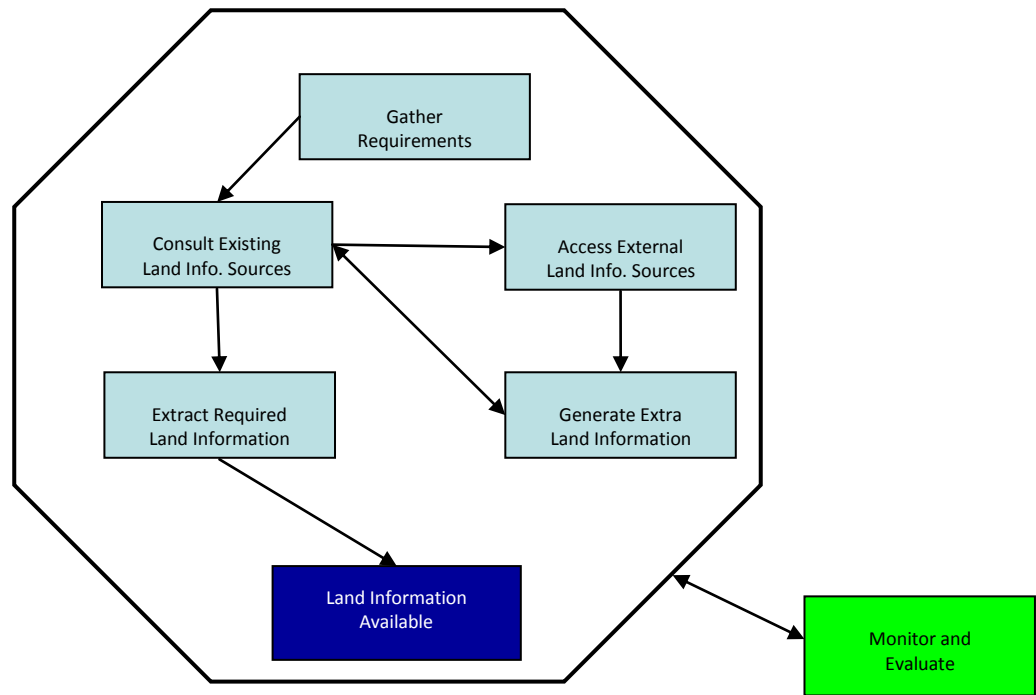 Gather
Requirements
Consult Existing
Land Info. Sources
Access External
Land Info. Sources
Extract Required
Land Information
Generate Extra
Land Information
Land Information
Available
Monitor and
Evaluate